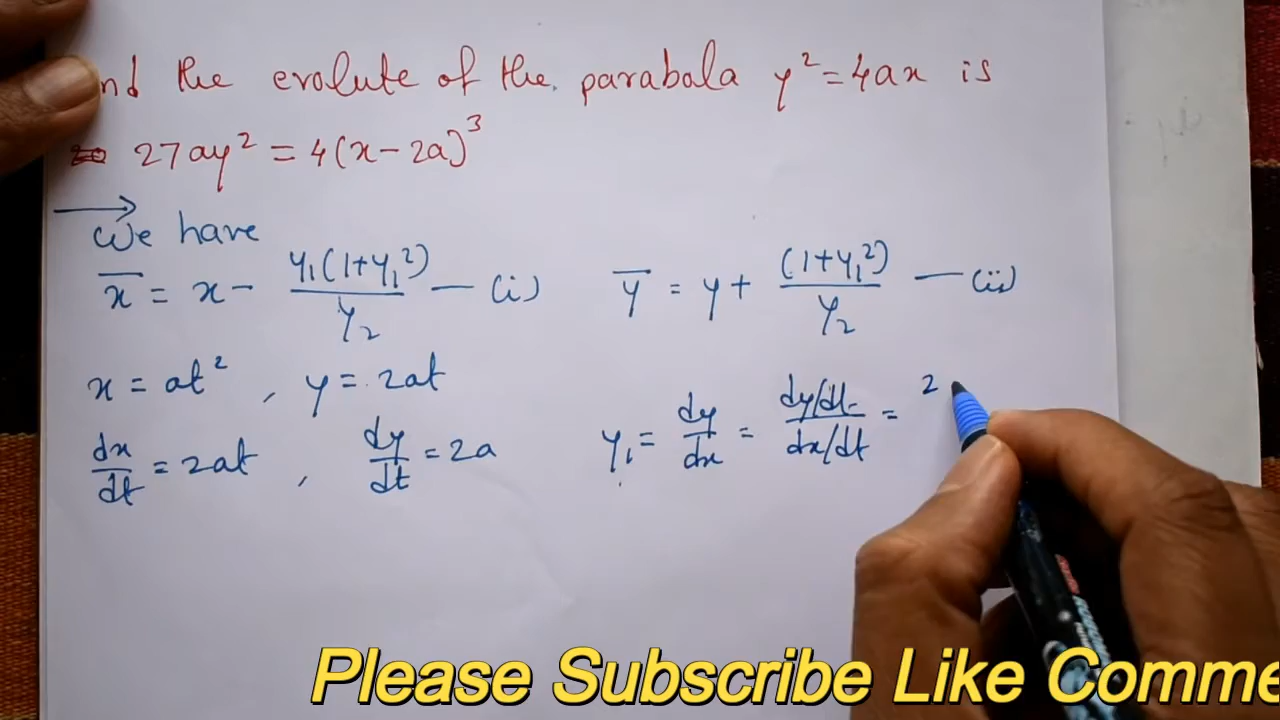 nd the evalute of the parabala y² = 4ax is
27ay² = 4(x-2a)³
We have
x̅ = x - y₁(1+y₁²)/y₂ — (i)    y̅ = y + (1+y₁²)/y₂ — (ii)
x = at² , y = 2at
dx/dt = 2at , dy/dt = 2a    y₁ = dy/dx = dy/dt / dx/dt = 2
Please Subscribe Like Comme